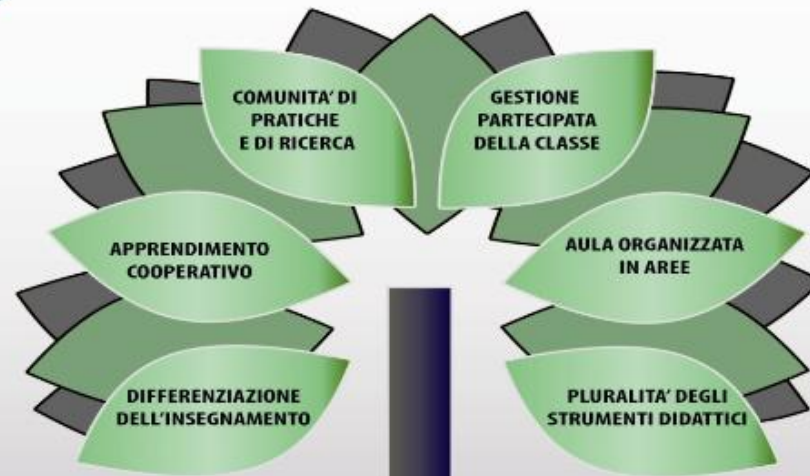 COMUNITA’ DI
PRATICHE
E DI RICERCA
GESTIONE
PARTECIPATA
DELLA CLASSE
APPRENDIMENTO
COOPERATIVO
AULA ORGANIZZATA
IN AREE
DIFFERENZIAZIONE
DELL’INSEGNAMENTO
PLURALITA’ DEGLI
STRUMENTI DIDATTICI